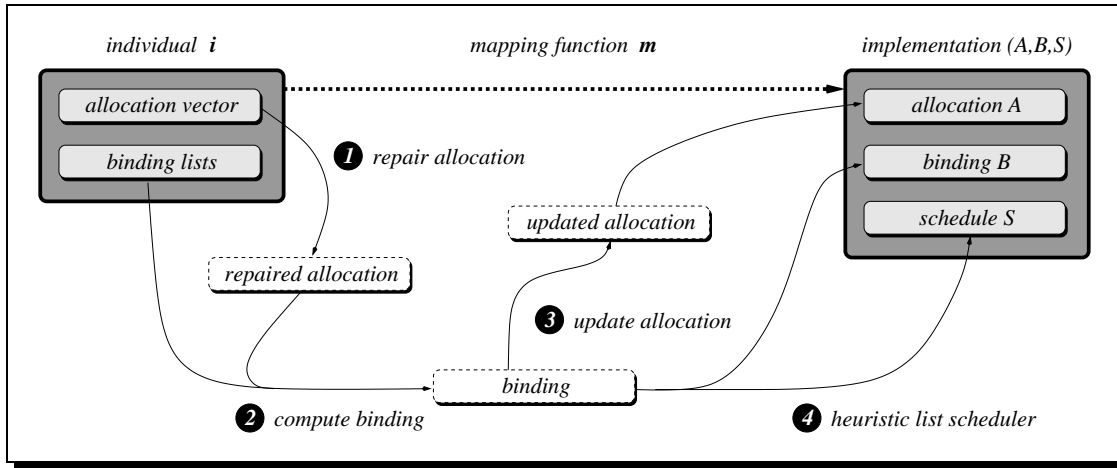 individual i
mapping function m
implementation (A,B,S)
allocation vector
allocation A
1 repair allocation
binding lists
binding B
updated allocation
schedule S
repaired allocation
3 update allocation
binding
2 compute binding
4 heuristic list scheduler